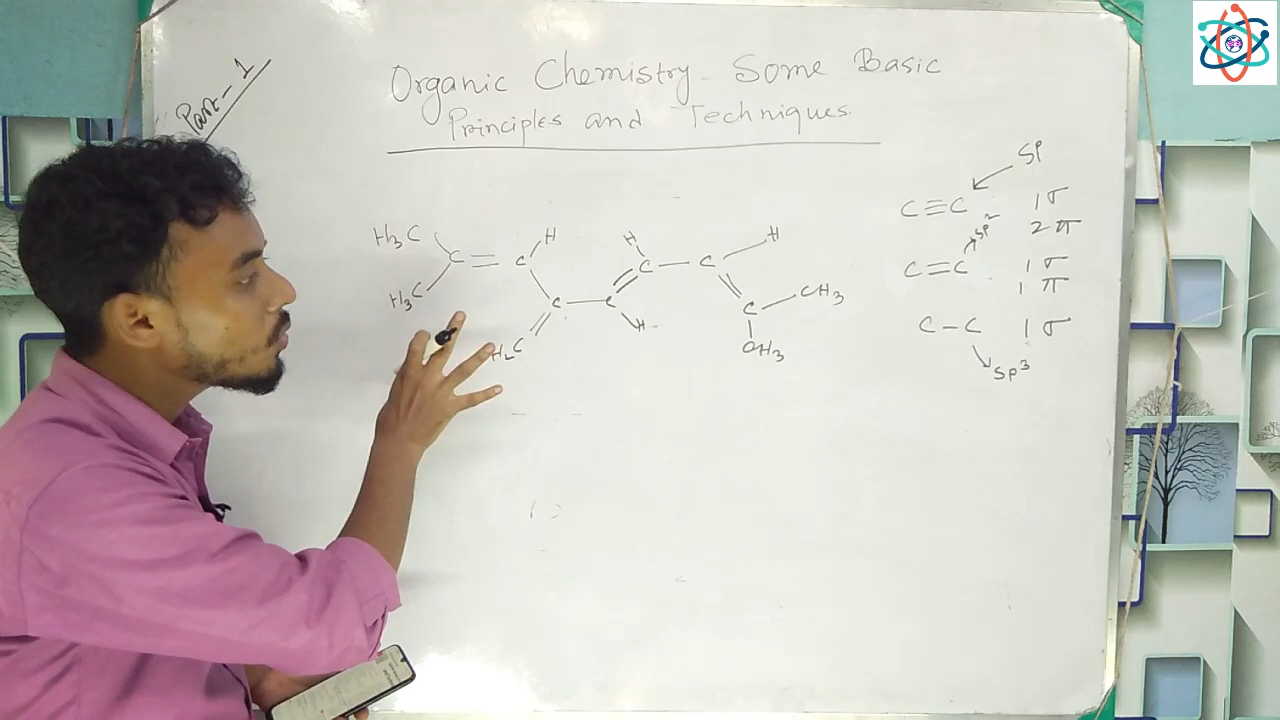 Part-1
Organic Chemistry Some Basic
Principles and Techniques.
H3C
C = C
H
H3C
C
H2C
C
H
H
C — C
H
C
CH3
CH3
SP
C≡C 1σ
2π
SP2
C=C 1σ
1π
C-C 1σ
SP3